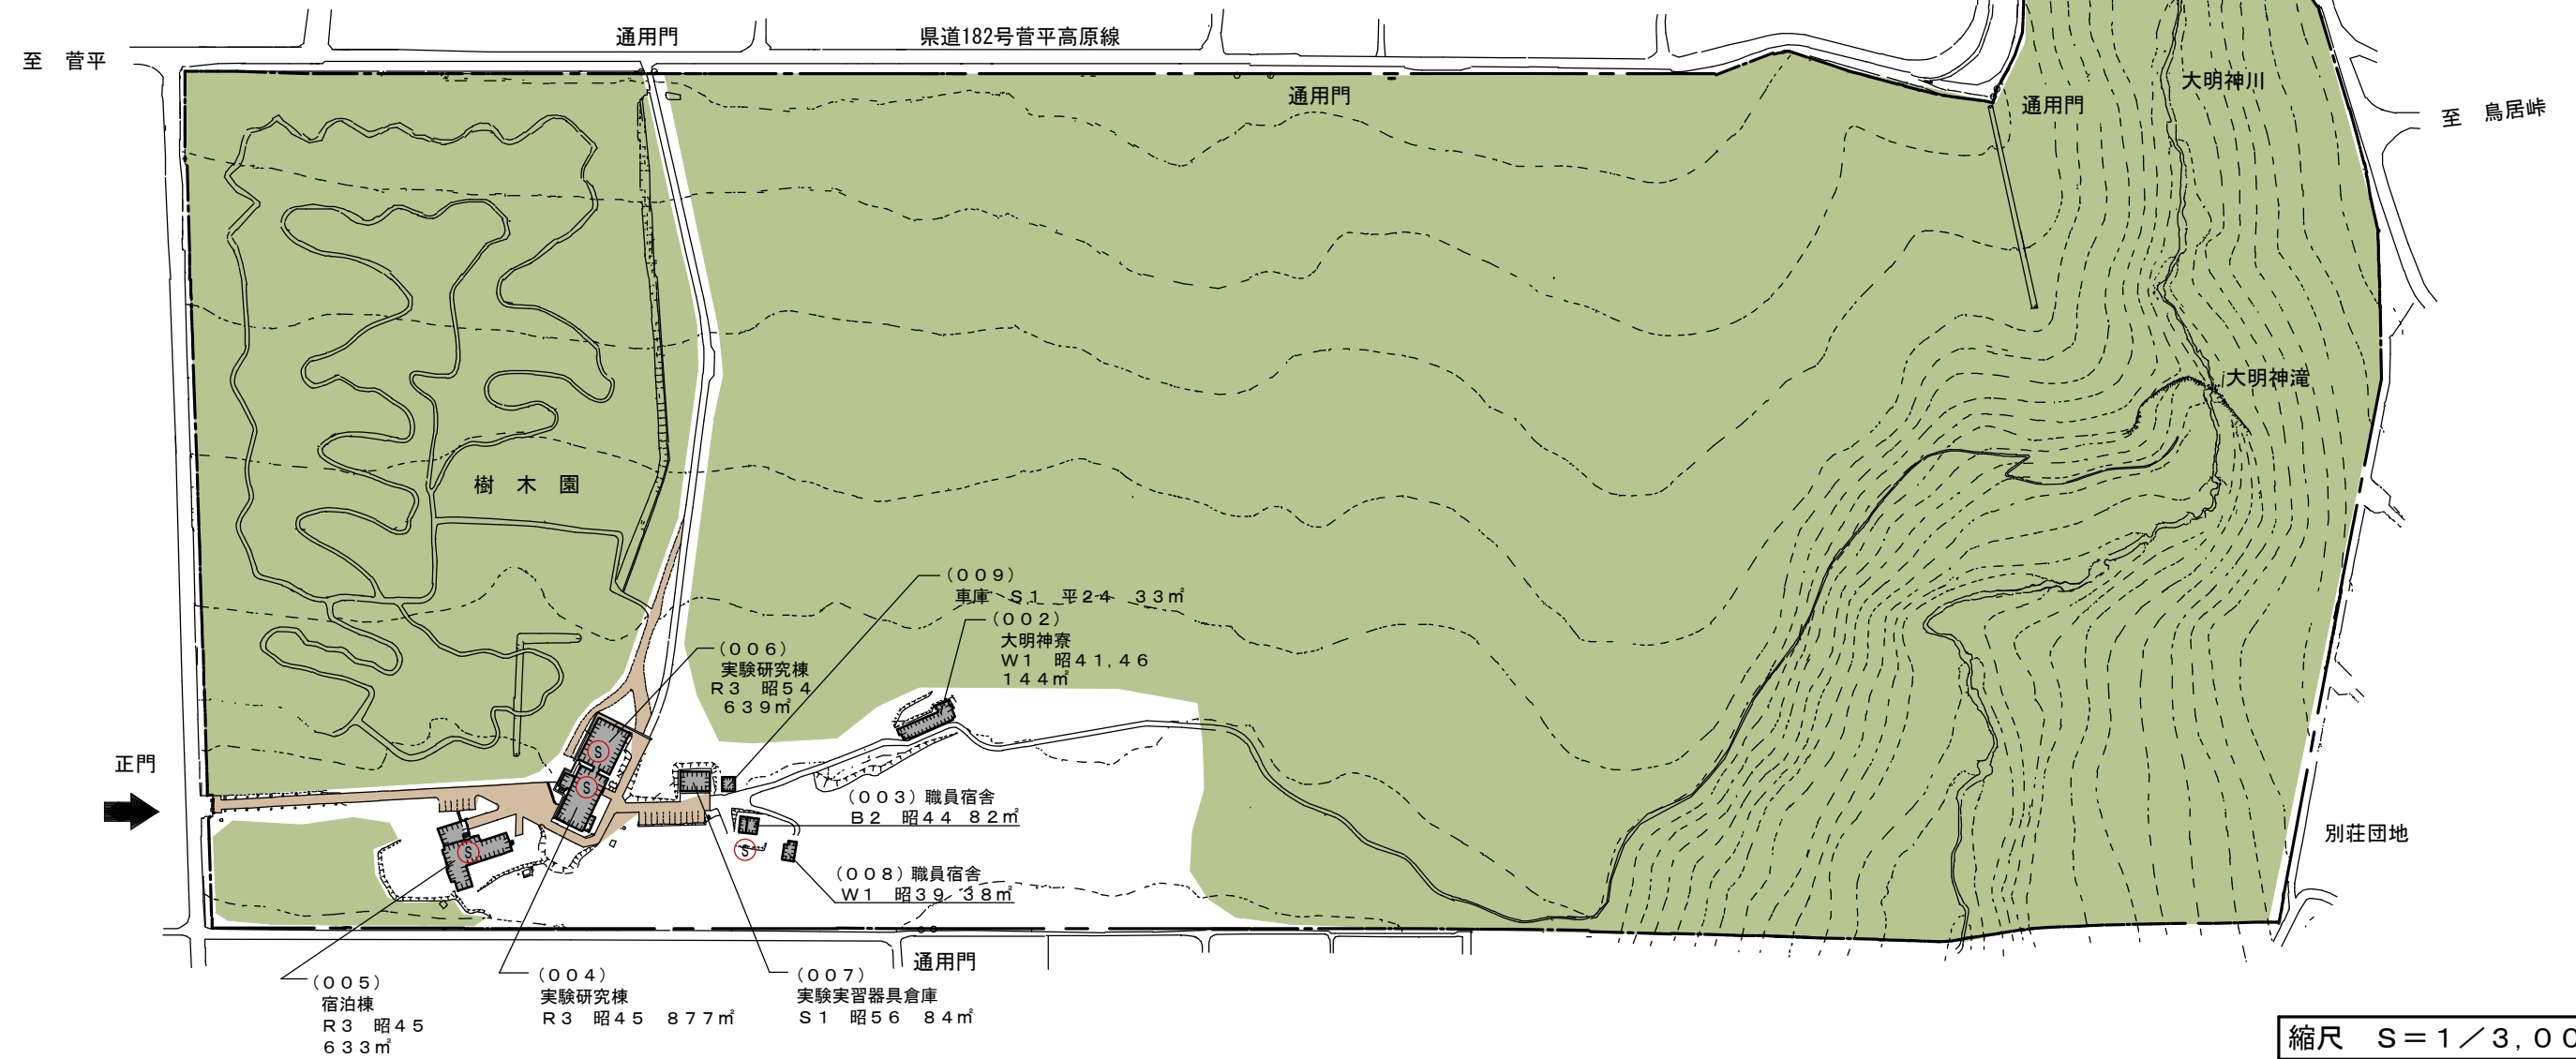 通用門
県道182号菅平高原線
至 菅平
大明神川
通用門
通用門
至 鳥居峠
大明神滝
樹 木 園
(009)
車庫 S1 平24 33㎡
(002)
大明神寮
W1 昭41,46
144㎡
(006)
実験研究棟
R3 昭54
639㎡
正門
S
S
(003)職員宿舎
B2 昭44 82㎡
S
S
別荘団地
(008)職員宿舎
W1 昭39 38㎡
通用門
(005)
宿泊棟
R3 昭45
633㎡
(004)
実験研究棟
R3 昭45 877㎡
(007)
実験実習器具倉庫
S1 昭56 84㎡
縮尺 S=1/3,00